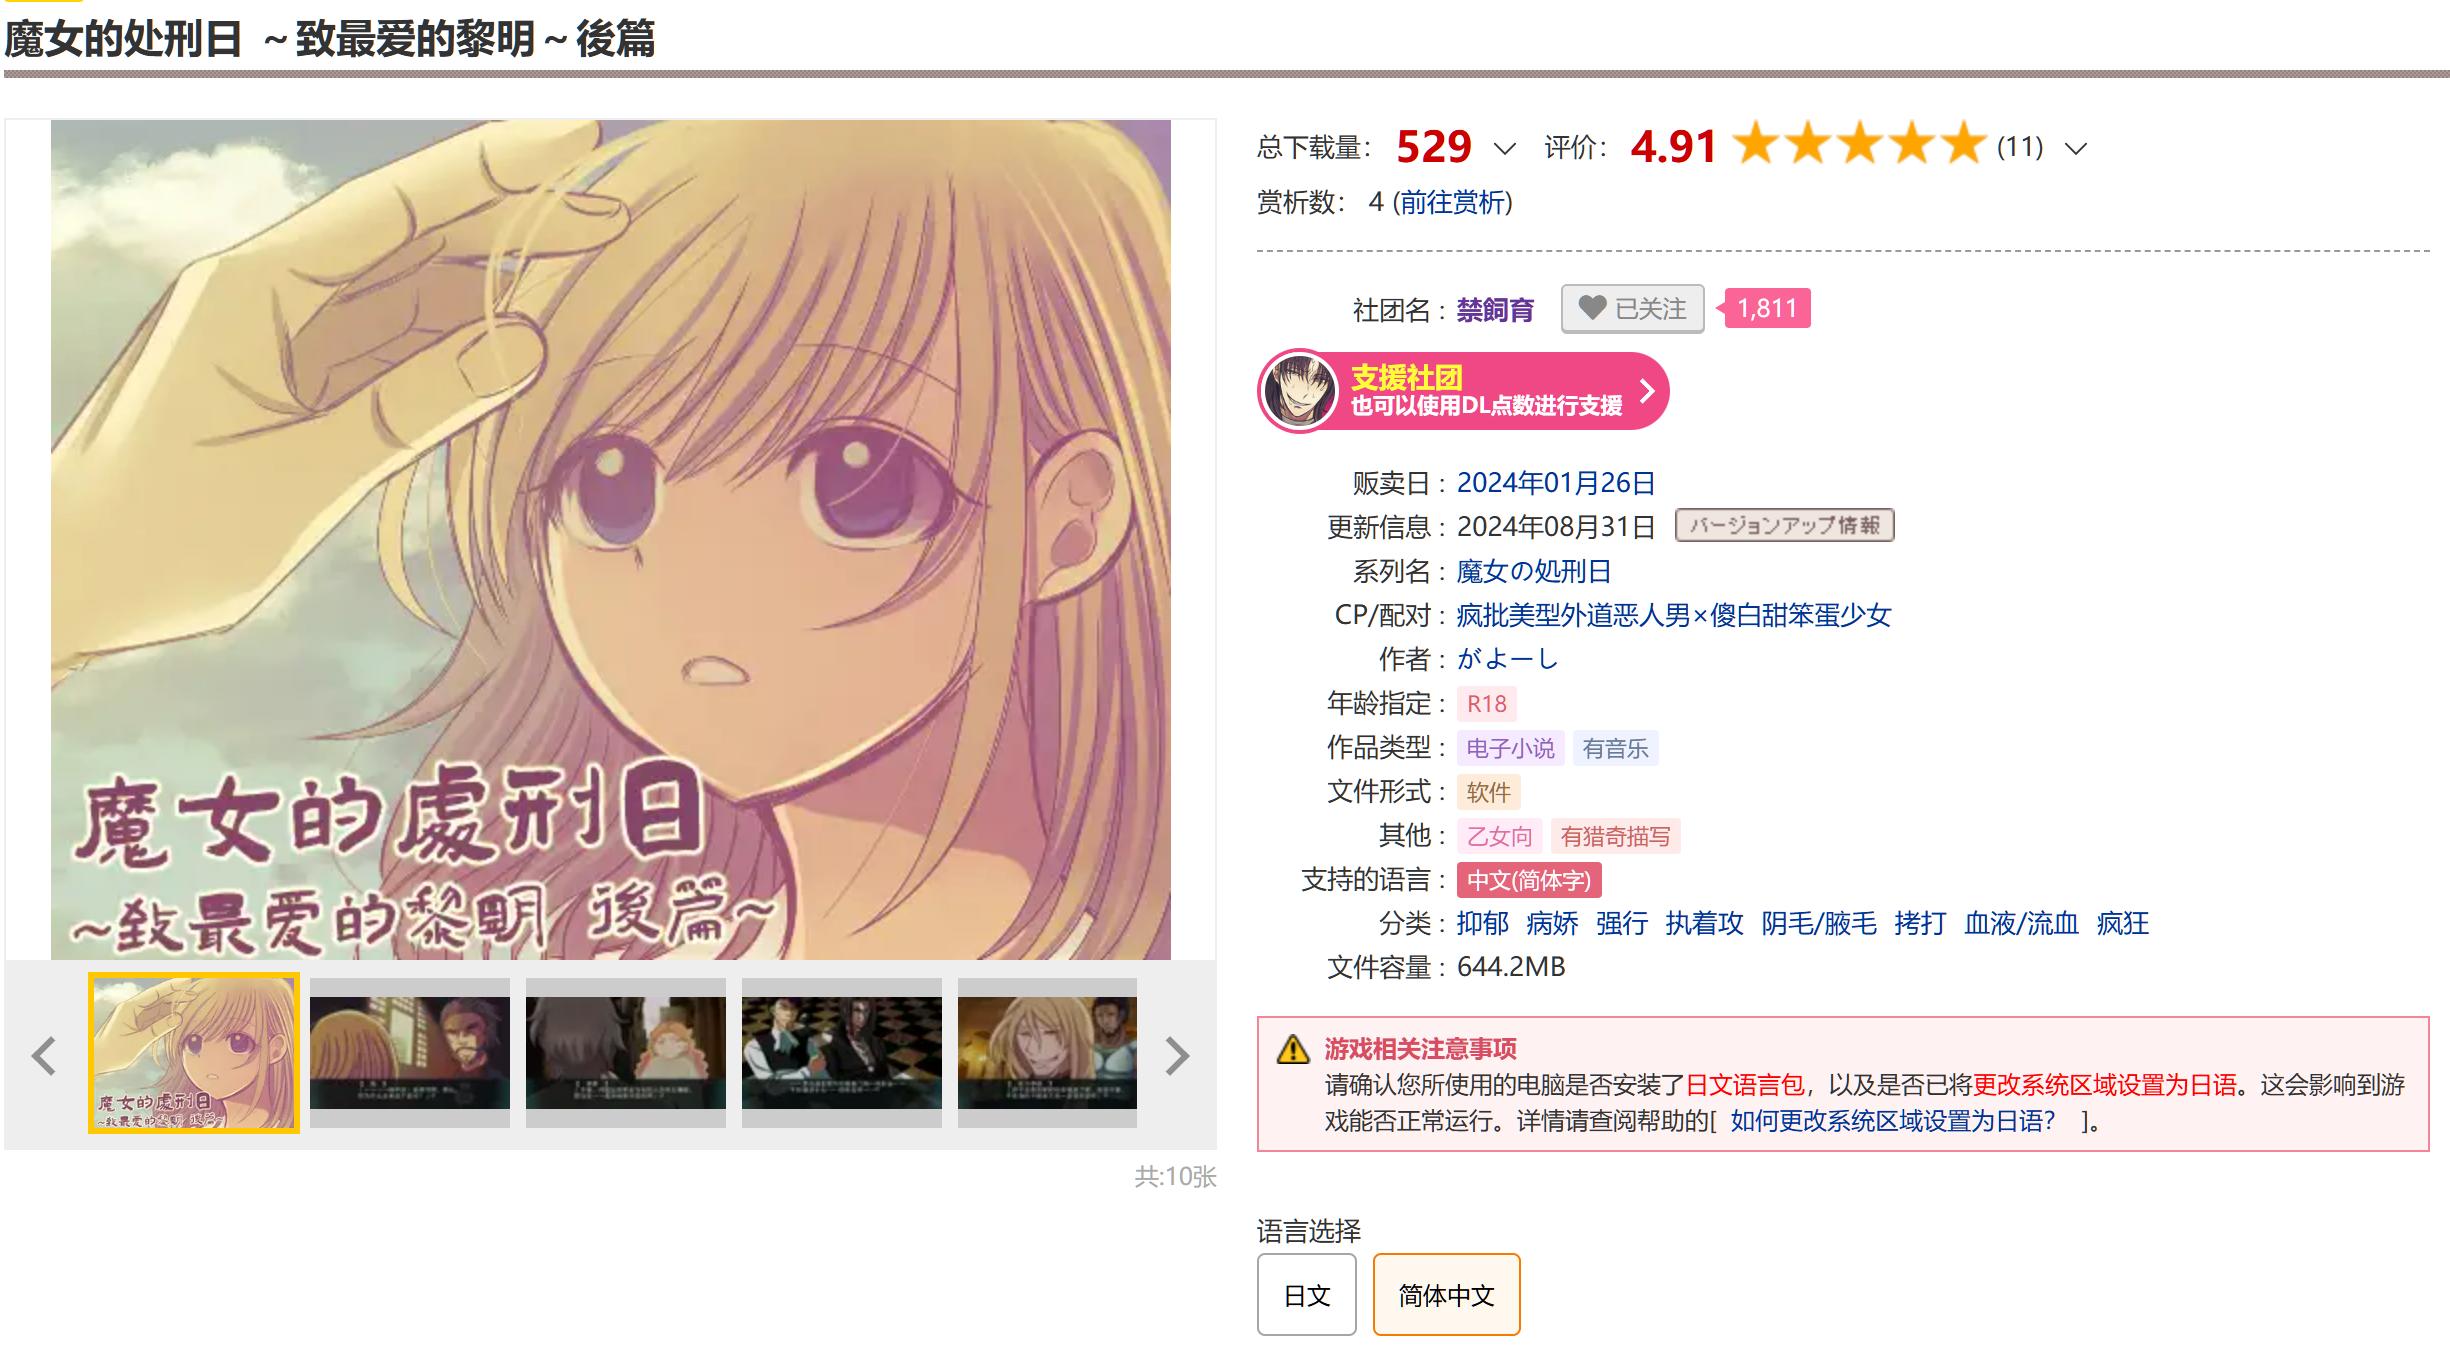 魔女的处刑日 ～致最爱的黎明～後篇
魔女的處刑日
~致最爱的黎明 後篇~
魔女的處刑日
~致最爱的黎明 後篇~
共:10张
总下载量： 529 评价： 4.91 (11)
赏析数： 4 (前往赏析)
社团名 : 禁飼育 已关注 1,811
支援社团
也可以使用DL点数进行支援
贩卖日 : 2024年01月26日
更新信息 : 2024年08月31日 バージョンアップ情報
系列名 : 魔女の処刑日
CP/配对 : 疯批美型外道恶人男×傻白甜笨蛋少女
作者 : がよーし
年龄指定 : R18
作品类型 : 电子小说 有音乐
文件形式 : 软件
其他 : 乙女向 有猎奇描写
支持的语言 : 中文(简体字)
分类 : 抑郁 病娇 强行 执着攻 阴毛/腋毛 拷打 血液/流血 疯狂
文件容量 : 644.2MB
游戏相关注意事项
请确认您所使用的电脑是否安装了日文语言包，以及是否已将更改系统区域设置为日语。这会影响到游
戏能否正常运行。详情请查阅帮助的[ 如何更改系统区域设置为日语？ ]。
语言选择
日文 简体中文